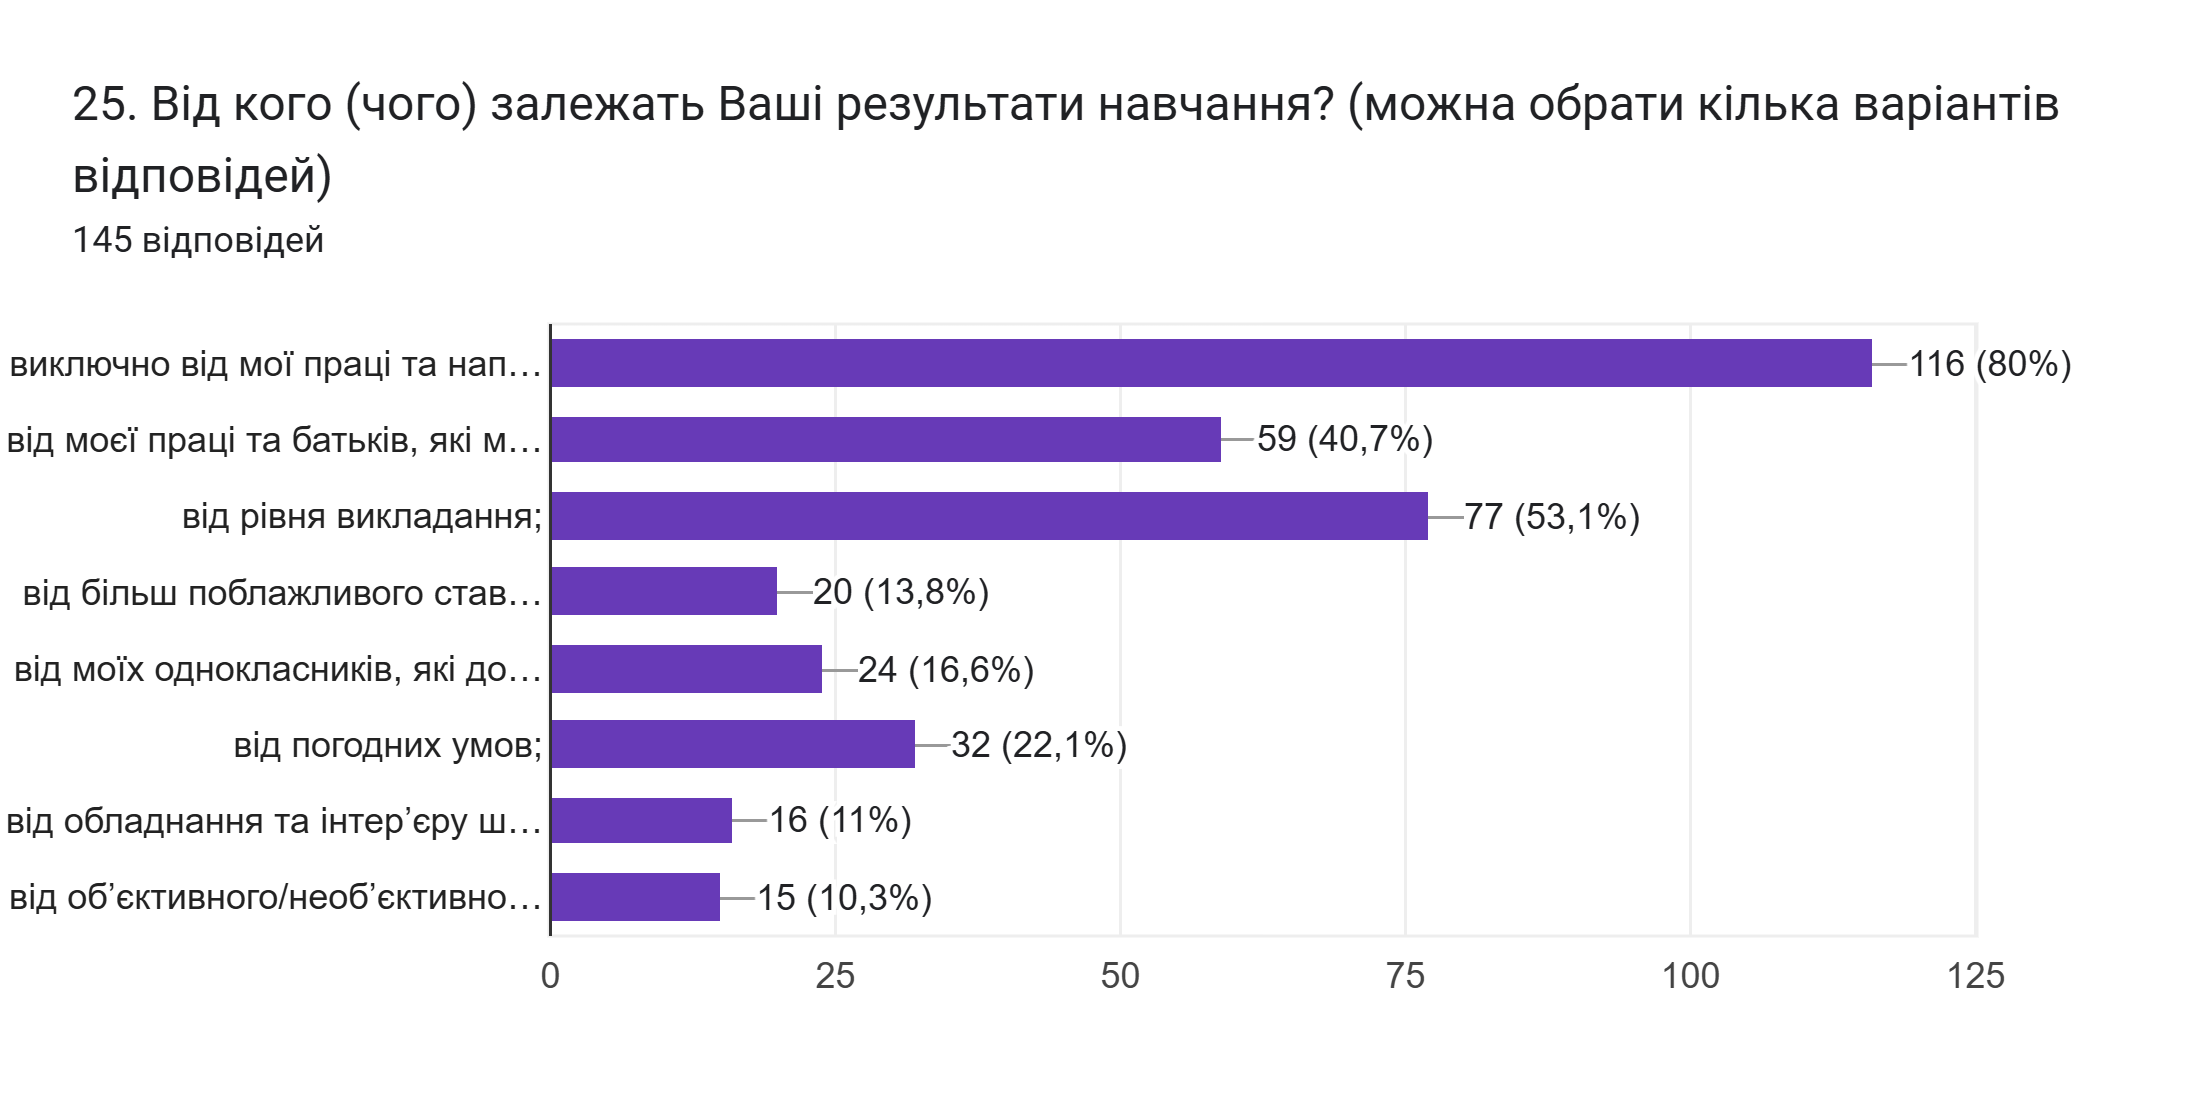 25. Від кого (чого) залежать Ваші результати навчання? (можна обрати кілька варіантів
відповідей)
145 відповідей
виключно від мої праці та нап…
116 (80%)
від моєї праці та батьків, які м…
59 (40,7%)
від рівня викладання;
77 (53,1%)
від більш поблажливого став…
20 (13,8%)
від моїх однокласників, які до…
24 (16,6%)
від погодних умов;
32 (22,1%)
від обладнання та інтер’єру ш…
16 (11%)
від об’єктивного/необ’єктивно…
15 (10,3%)
0 25 50 75 100 125